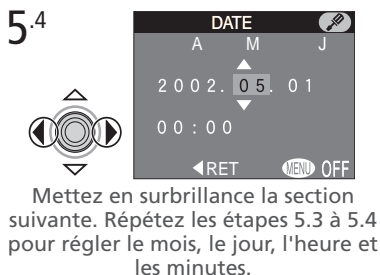 5.4
DATE
A M J
2002. 05. 01
00:00
◀RET MENU OFF
Mettez en surbrillance la section
suivante. Répétez les étapes 5.3 à 5.4
pour régler le mois, le jour, l'heure et
les minutes.